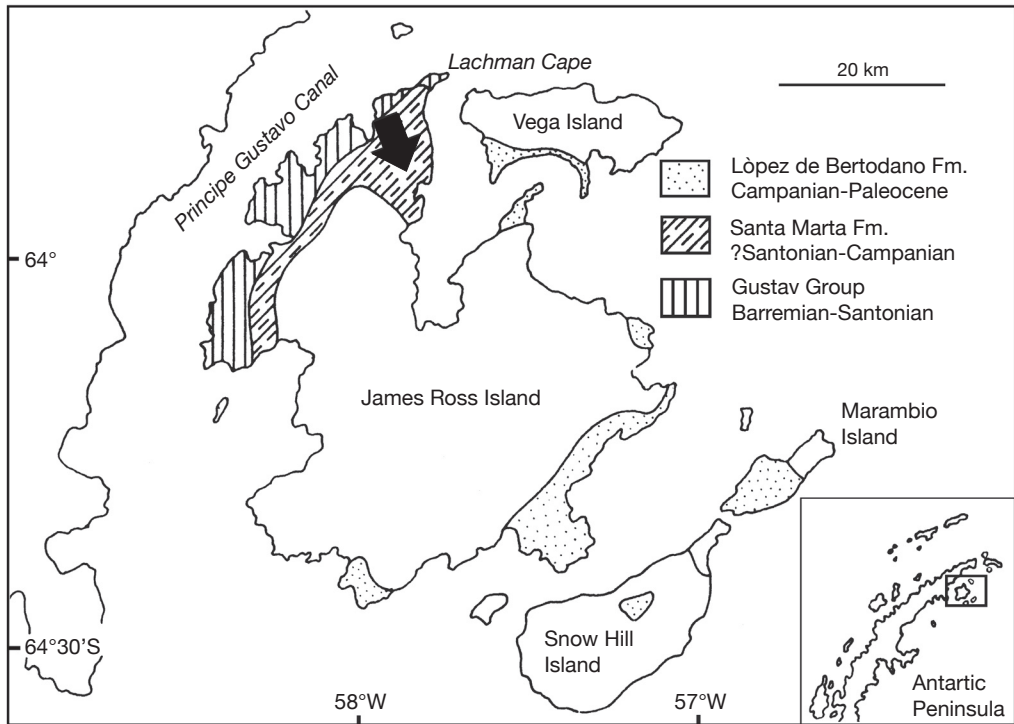 Lachman Cape
20 km
Principe Gustavo Canal
Vega Island
Lòpez de Bertodano Fm.
Campanian-Paleocene
Santa Marta Fm.
?Santonian-Campanian
Gustav Group
Barremian-Santonian
64°
James Ross Island
Marambio
Island
64°30'S
Snow Hill
Island
58°W
57°W
Antartic
Peninsula